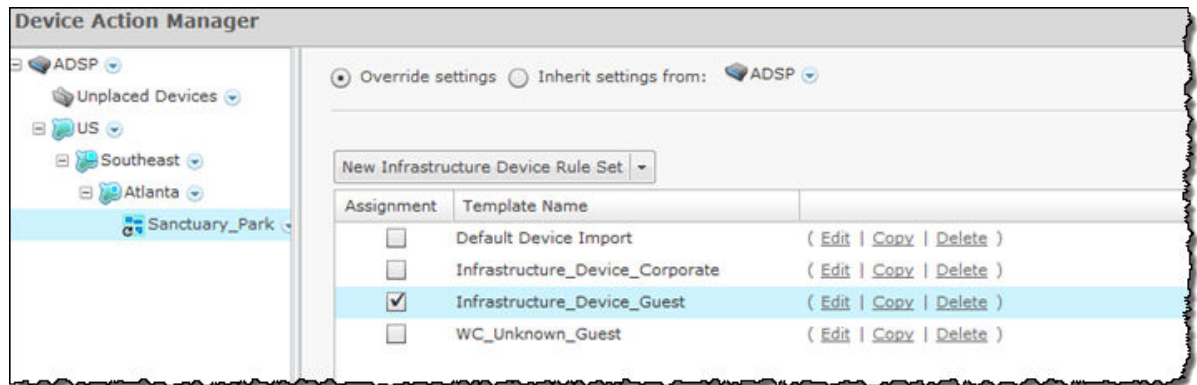 Device Action Manager
ADSP
Unplaced Devices
US
Southeast
Atlanta
Sanctuary_Park
Override settings Inherit settings from: ADSP
New Infrastructure Device Rule Set
Assignment Template Name
Default Device Import ( Edit | Copy | Delete )
Infrastructure_Device_Corporate ( Edit | Copy | Delete )
Infrastructure_Device_Guest ( Edit | Copy | Delete )
WC_Unknown_Guest ( Edit | Copy | Delete )